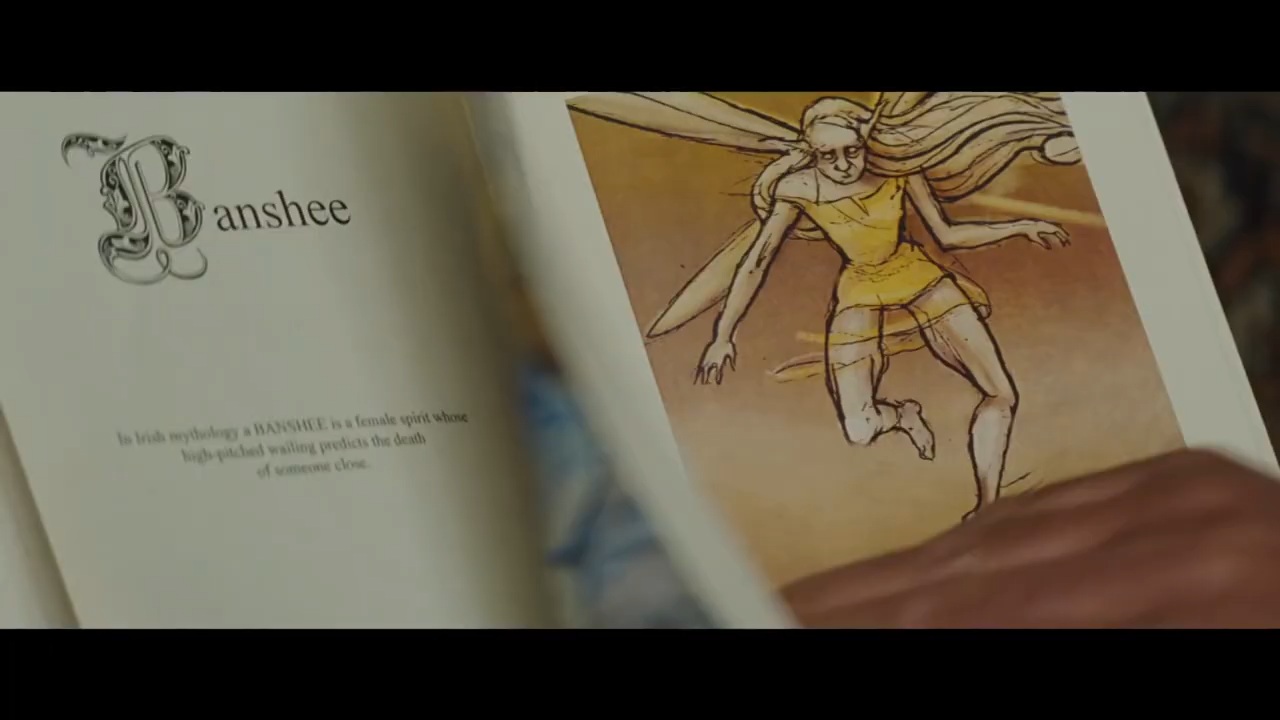 Banshee
In Irish mythology a BANSHEE is a female spirit whose
high-pitched wailing predicts the death
of someone close.